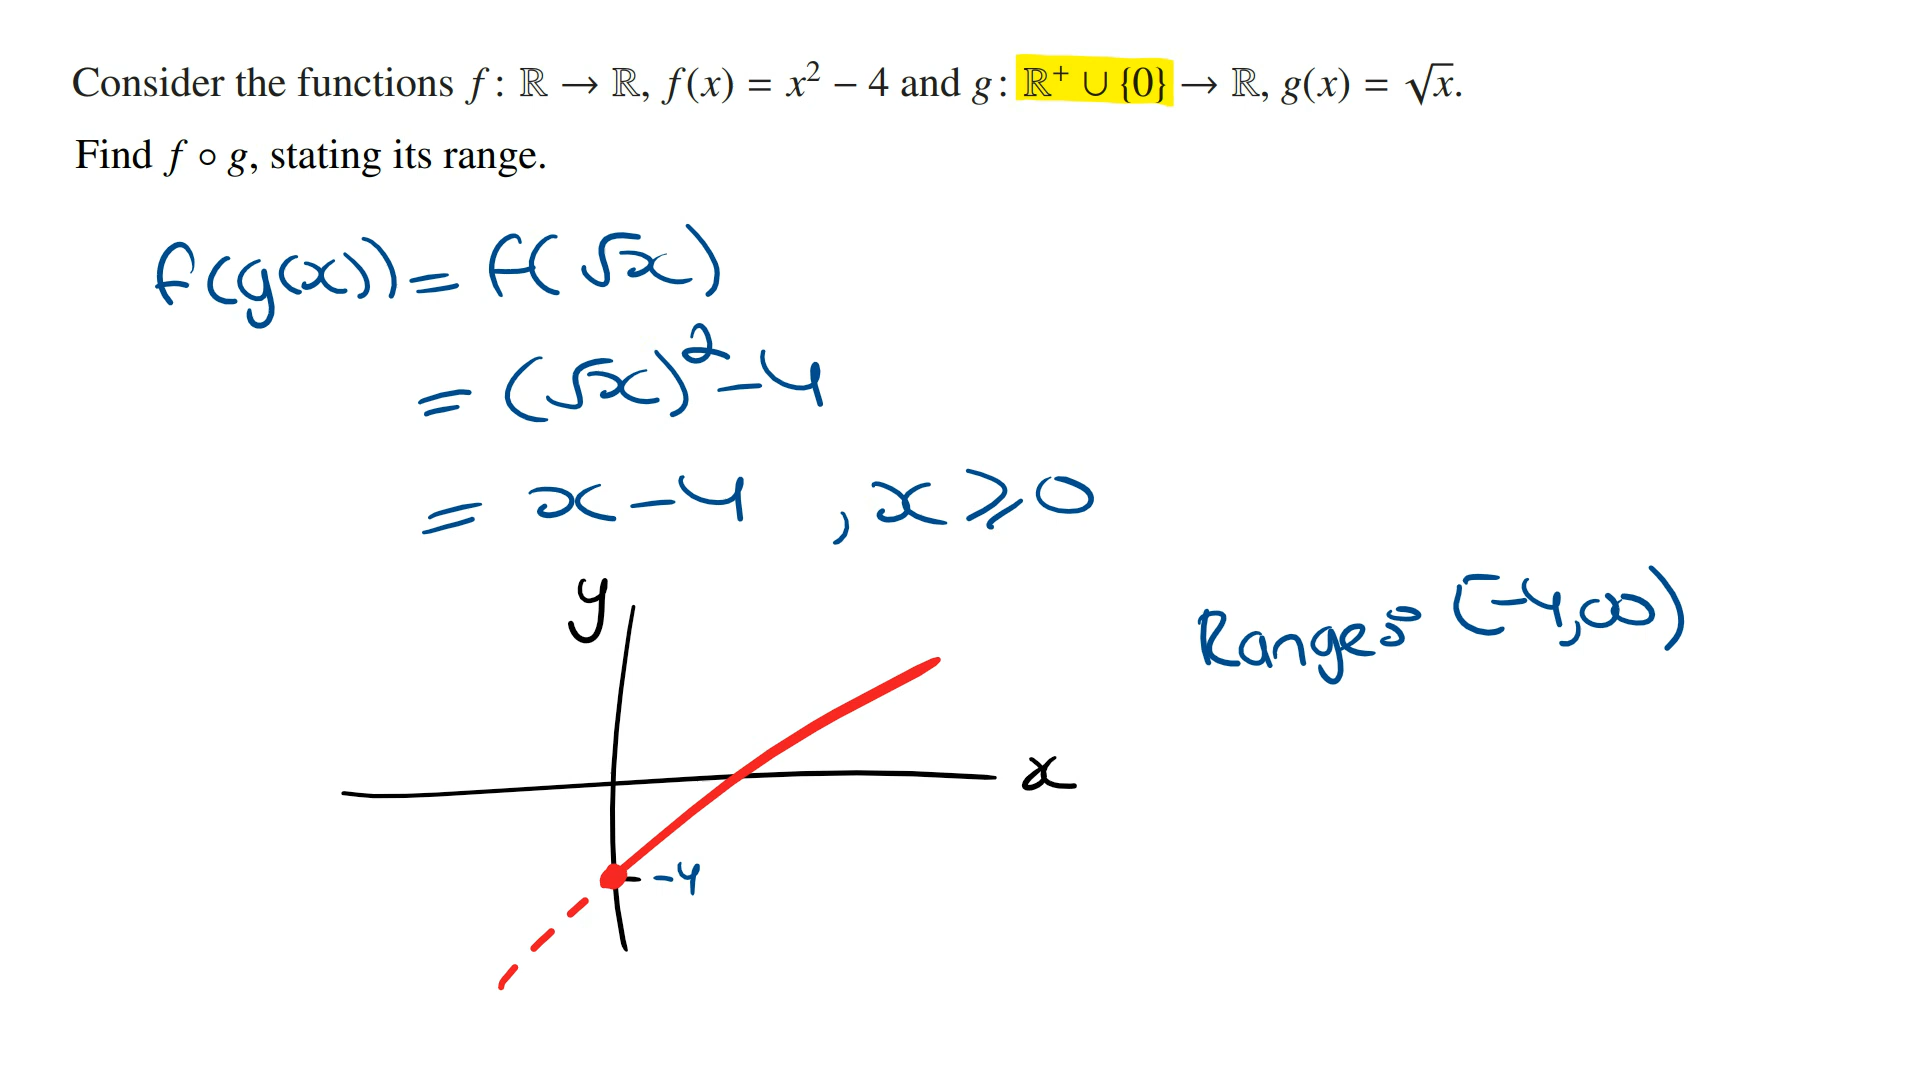 Consider the functions f: ℝ → ℝ, f(x) = x² − 4 and g: ℝ⁺ ∪ {0} → ℝ, g(x) = √x.
Find f ∘ g, stating its range.
f(g(x)) = f(√x)
= (√x)² − 4
= x − 4 , x ⩾ 0
y
Range: [−4, ∞)
x
−4